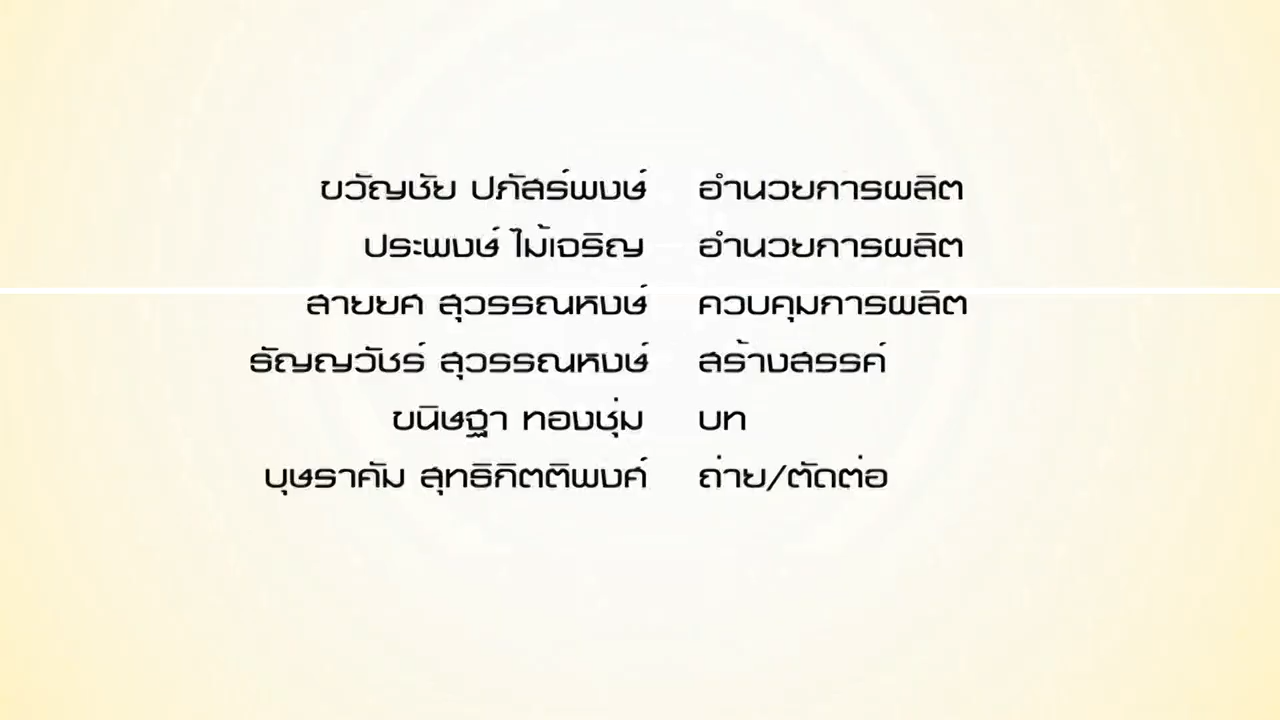 ขวัญชัย ปภัสร์พงษ์ อำนวยการผลิต
ประพงษ์ ไม้เจริญ อำนวยการผลิต
สายยศ สุวรรณหงษ์ ควบคุมการผลิต
ธัญญวัชร์ สุวรรณหงษ์ สร้างสรรค์
ขนิษฐา ทองชุ่ม บท
บุษราคัม สุทธิกิตติพงศ์ ถ่าย/ตัดต่อ